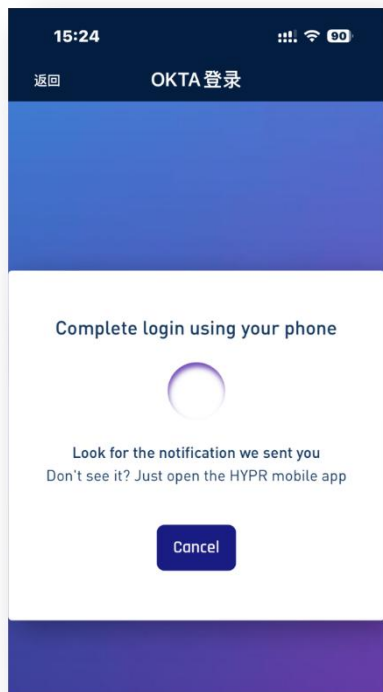 15:24
90
返回
OKTA登录
Complete login using your phone
Look for the notification we sent you
Don't see it? Just open the HYPR mobile app
Cancel